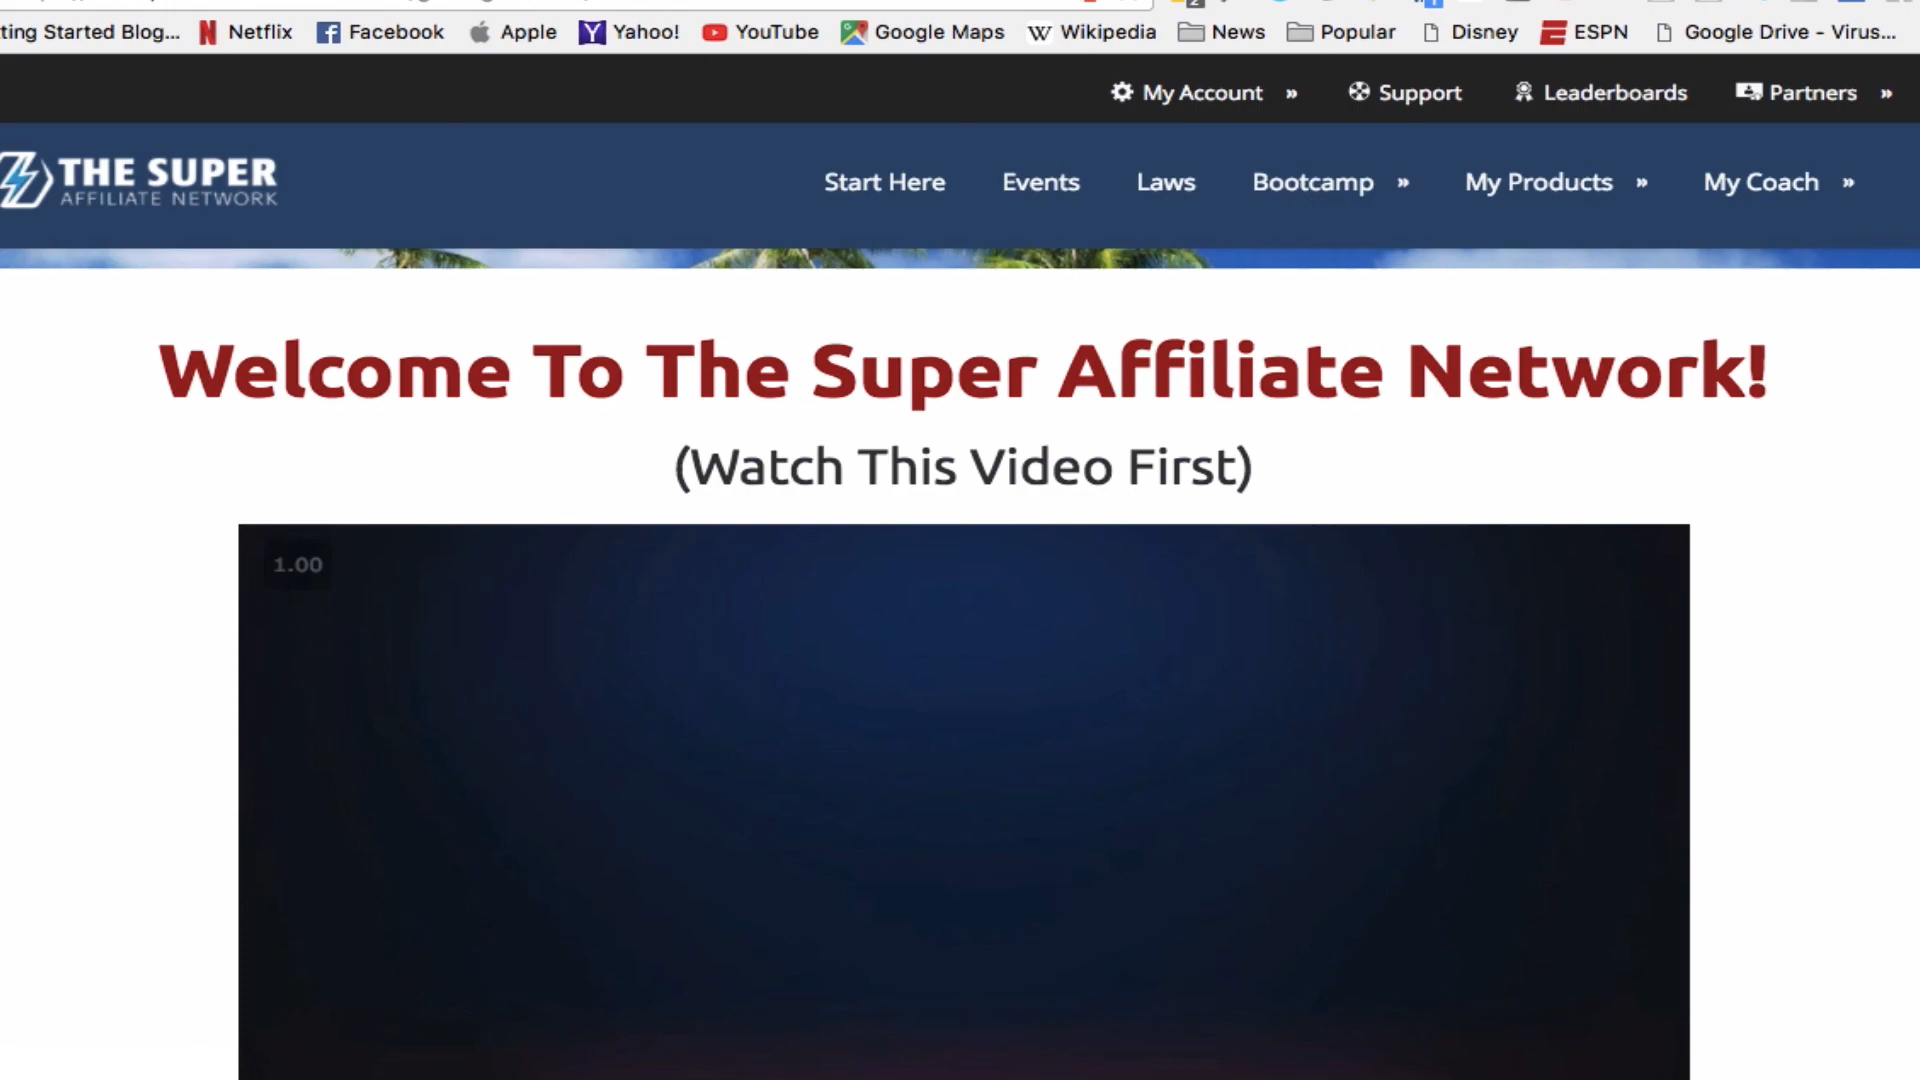 ting Started Blog... Netflix Facebook Apple Yahoo! YouTube Google Maps Wikipedia News Popular Disney ESPN Google Drive - Virus...
My Account » Support Leaderboards Partners »
THE SUPER
AFFILIATE NETWORK
Start Here Events Laws Bootcamp » My Products » My Coach »
Welcome To The Super Affiliate Network!
(Watch This Video First)
1.00